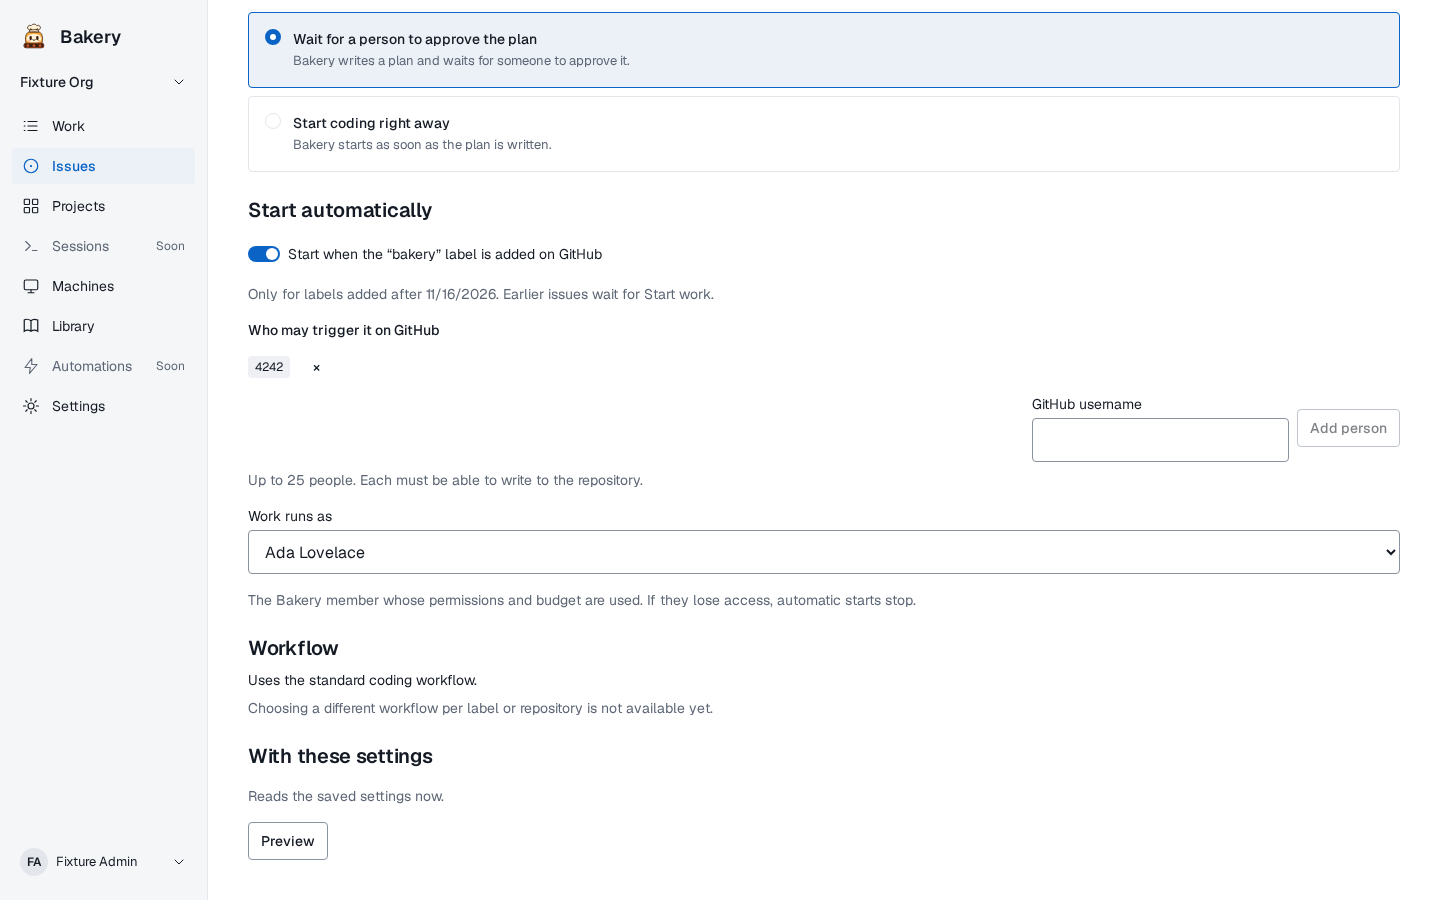 Bakery
Fixture Org
Work
Issues
Projects
Sessions Soon
Machines
Library
Automations Soon
Settings
FA Fixture Admin
Wait for a person to approve the plan
Bakery writes a plan and waits for someone to approve it.
Start coding right away
Bakery starts as soon as the plan is written.
Start automatically
Start when the “bakery” label is added on GitHub
Only for labels added after 11/16/2026. Earlier issues wait for Start work.
Who may trigger it on GitHub
4242 ×
GitHub username
Add person
Up to 25 people. Each must be able to write to the repository.
Work runs as
Ada Lovelace
The Bakery member whose permissions and budget are used. If they lose access, automatic starts stop.
Workflow
Uses the standard coding workflow.
Choosing a different workflow per label or repository is not available yet.
With these settings
Reads the saved settings now.
Preview